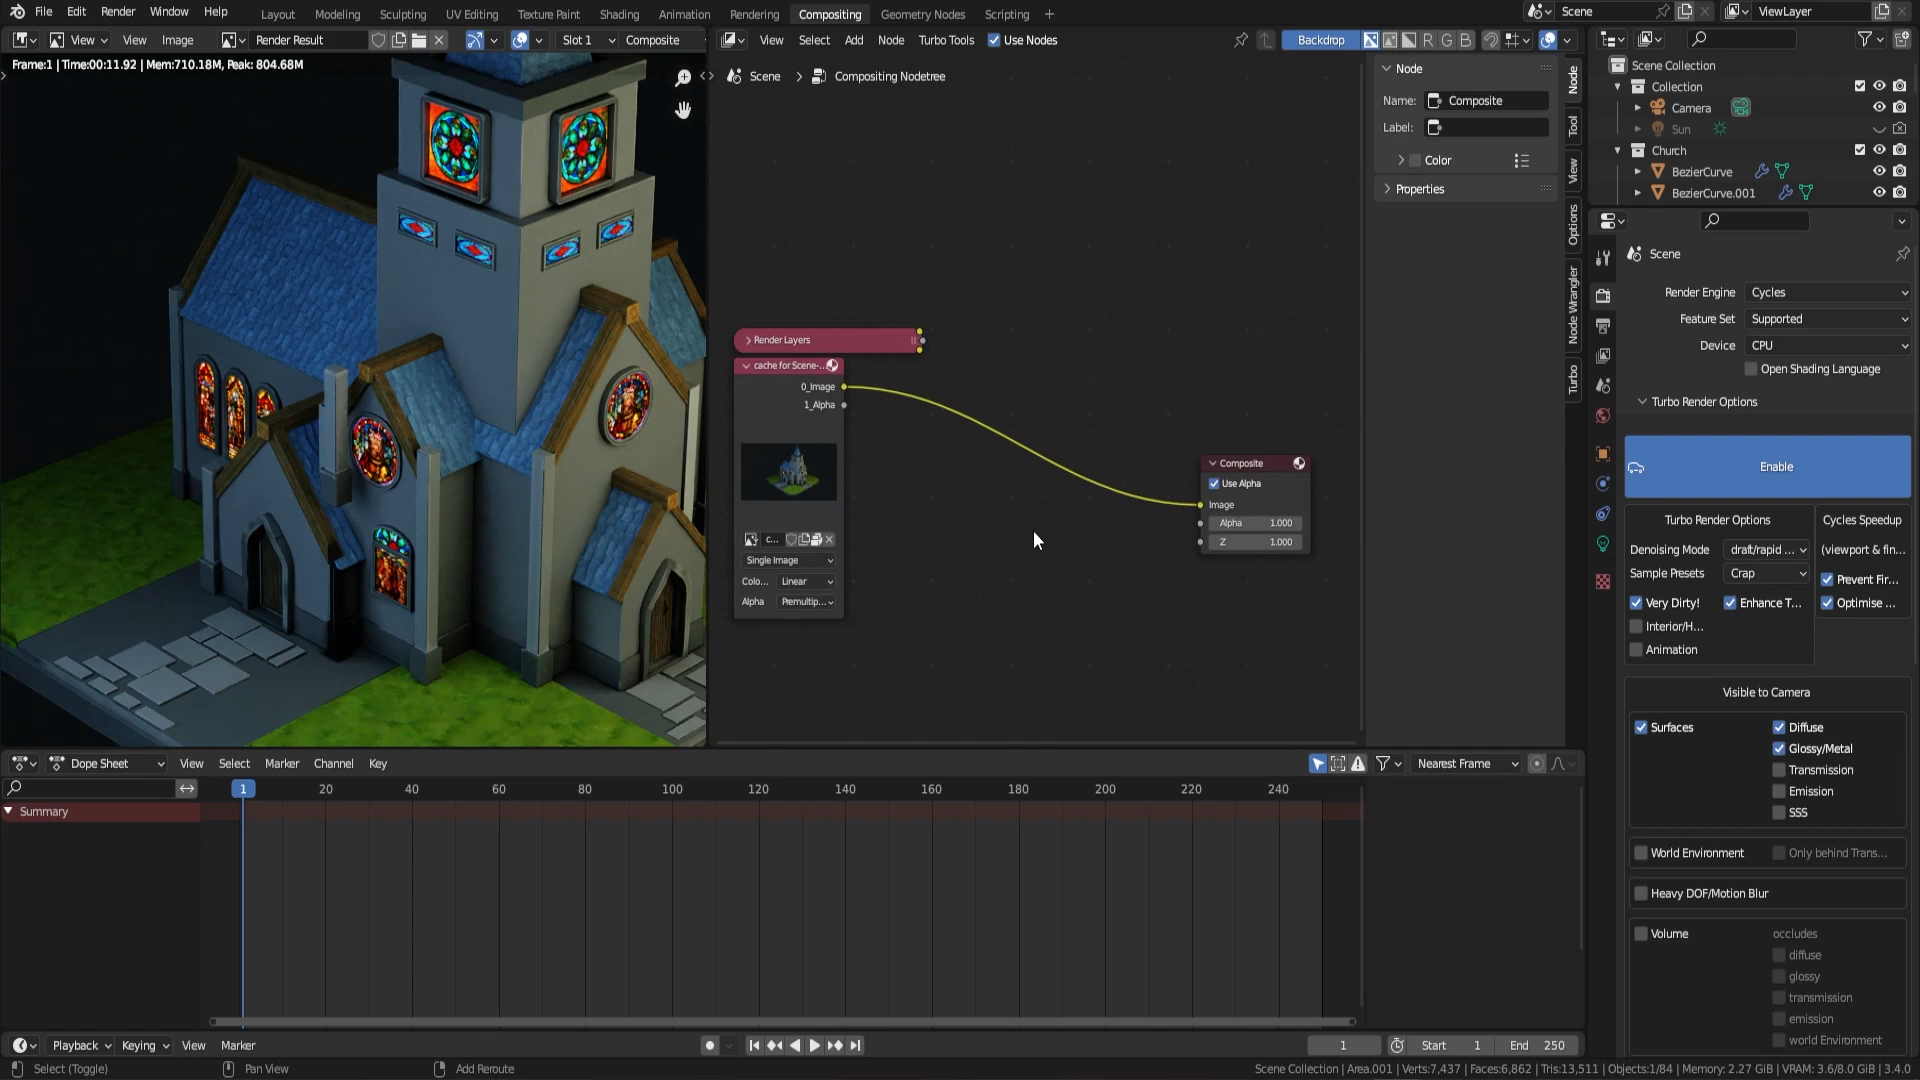 File Edit Render Window Help Layout Modeling Sculpting UV Editing Texture Paint Shading Animation Rendering Compositing Geometry Nodes Scripting + Scene ViewLayer
View View Image Render Result Slot 1 Composite View Select Add Node Turbo Tools Use Nodes Backdrop R G B
Frame:1 | Time:00:11.92 | Mem:710.18M, Peak: 804.68M
Scene > Compositing Nodetree
Node
Name: Composite
Label:
Color
Properties
Node
Tool
View
Options
Node Wrangler
Turbo
Render Layers
cache for Scene-...
0_Image
1_Alpha
c...
Single Image
Colo... Linear
Alpha Premultip...
Composite
Use Alpha
Image
Alpha 1.000
Z 1.000
Scene Collection
Collection
Camera
Sun
Church
BezierCurve
BezierCurve.001
Scene
Render Engine Cycles
Feature Set Supported
Device CPU
Open Shading Language
Turbo Render Options
Enable
Turbo Render Options
Denoising Mode draft/rapid ...
Sample Presets Crap
Very Dirty! Enhance T...
Interior/H...
Animation
Cycles Speedup
(viewport & fin...
Prevent Fir...
Optimise ...
Visible to Camera
Surfaces Diffuse
Glossy/Metal
Transmission
Emission
SSS
World Environment Only behind Trans...
Heavy DOF/Motion Blur
Volume occludes
diffuse
glossy
transmission
emission
world Environment
Dope Sheet View Select Marker Channel Key Nearest Frame
1 20 40 60 80 100 120 140 160 180 200 220 240
Summary
Playback Keying View Marker 1 Start 1 End 250
Select (Toggle) Pan View Add Reroute Scene Collection | Area.001 | Verts:7,437 | Faces:6,862 | Tris:13,511 | Objects:1/84 | Memory: 2.27 GiB | VRAM: 3.6/8.0 GiB | 3.4.0